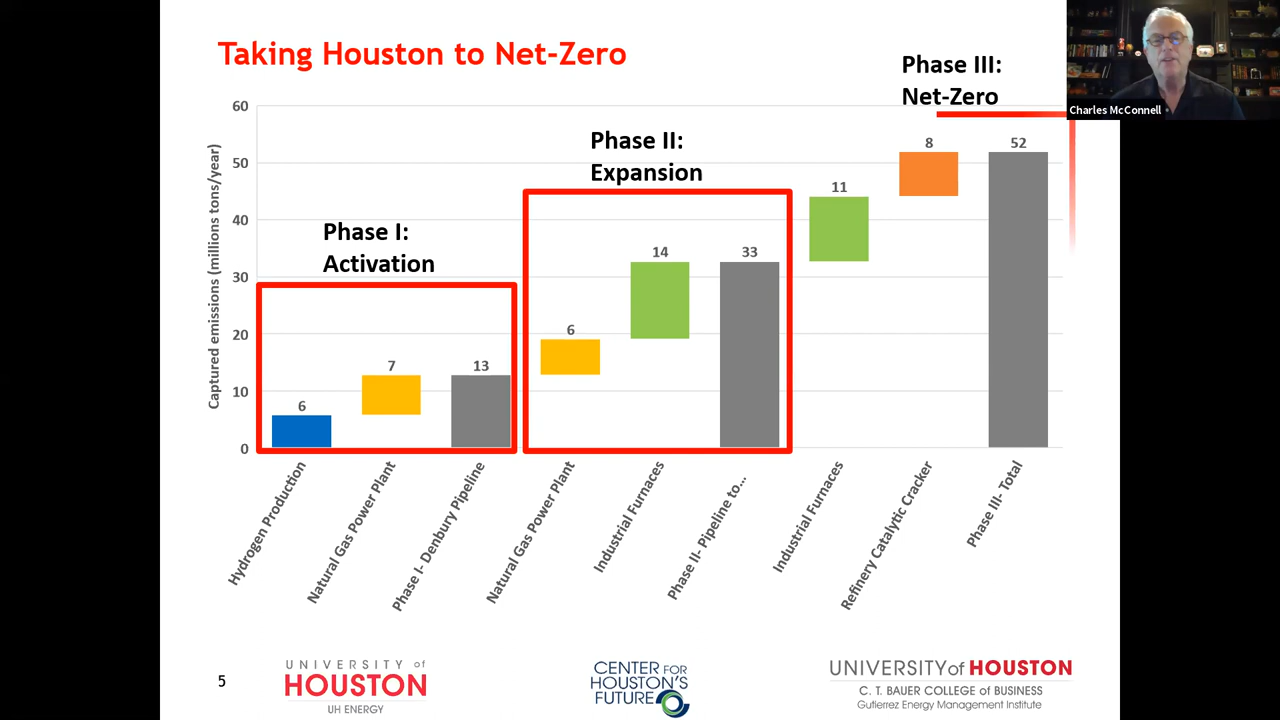 Taking Houston to Net-Zero
Phase III:
Net-Zero
Charles McConnell
Phase II:
Expansion
Phase I:
Activation
Captured emissions (millions tons/year)
60
50
40
30
20
10
0
6
7
13
6
14
33
11
8
52
Hydrogen Production
Natural Gas Power Plant
Phase I- Denbury Pipeline
Natural Gas Power Plant
Industrial Furnaces
Phase II- Pipeline to...
Industrial Furnaces
Refinery Catalytic Cracker
Phase III- Total
5
UNIVERSITY of
HOUSTON
UH ENERGY
CENTER FOR
HOUSTON'S
FUTURE
UNIVERSITY of HOUSTON
C. T. BAUER COLLEGE of BUSINESS
Gutierrez Energy Management Institute